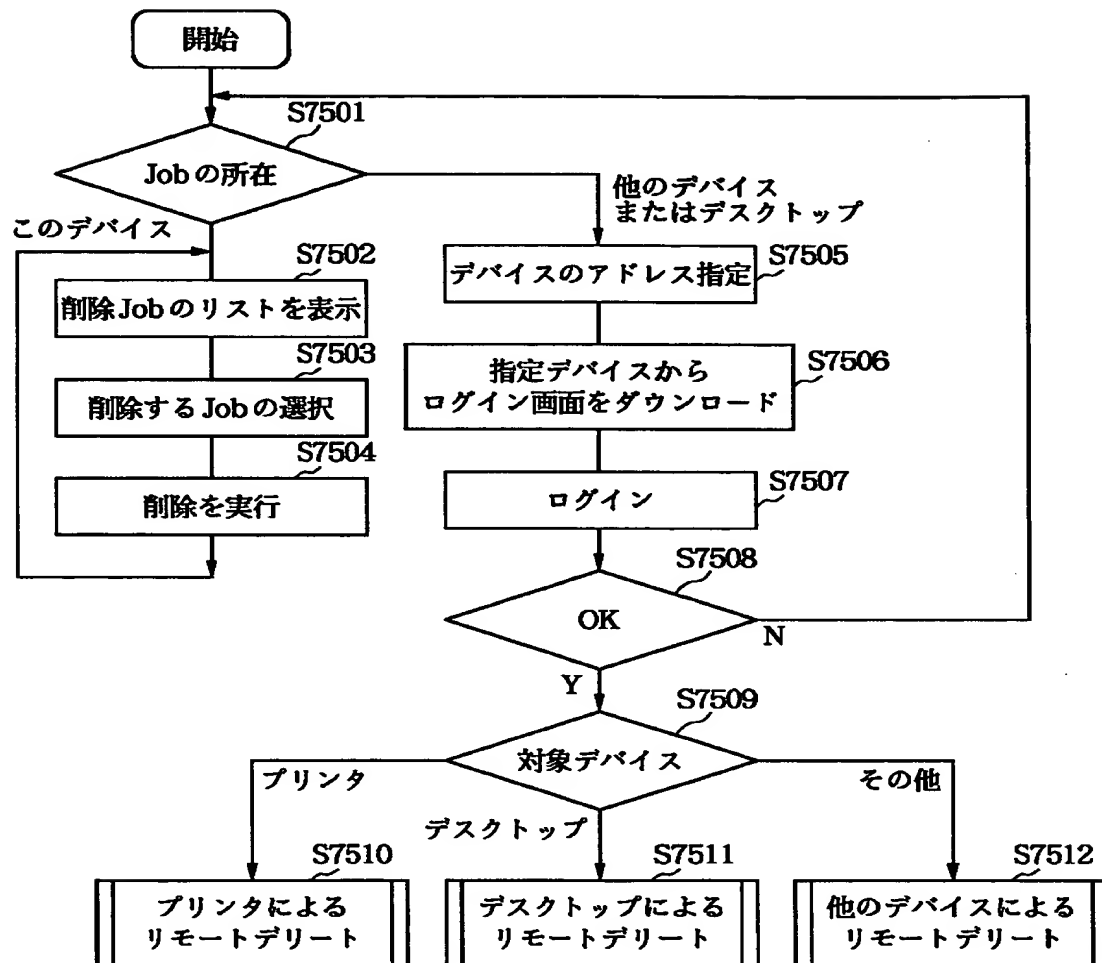 開始
S7501
Jobの所在
このデバイス
他のデバイス
またはデスクトップ
S7502
削除Jobのリストを表示
S7503
削除するJobの選択
S7504
削除を実行
S7505
デバイスのアドレス指定
S7506
指定デバイスから
ログイン画面をダウンロード
S7507
ログイン
S7508
OK
N
Y
S7509
対象デバイス
プリンタ
デスクトップ
その他
S7510
プリンタによる
リモートデリート
S7511
デスクトップによる
リモートデリート
S7512
他のデバイスによる
リモートデリート